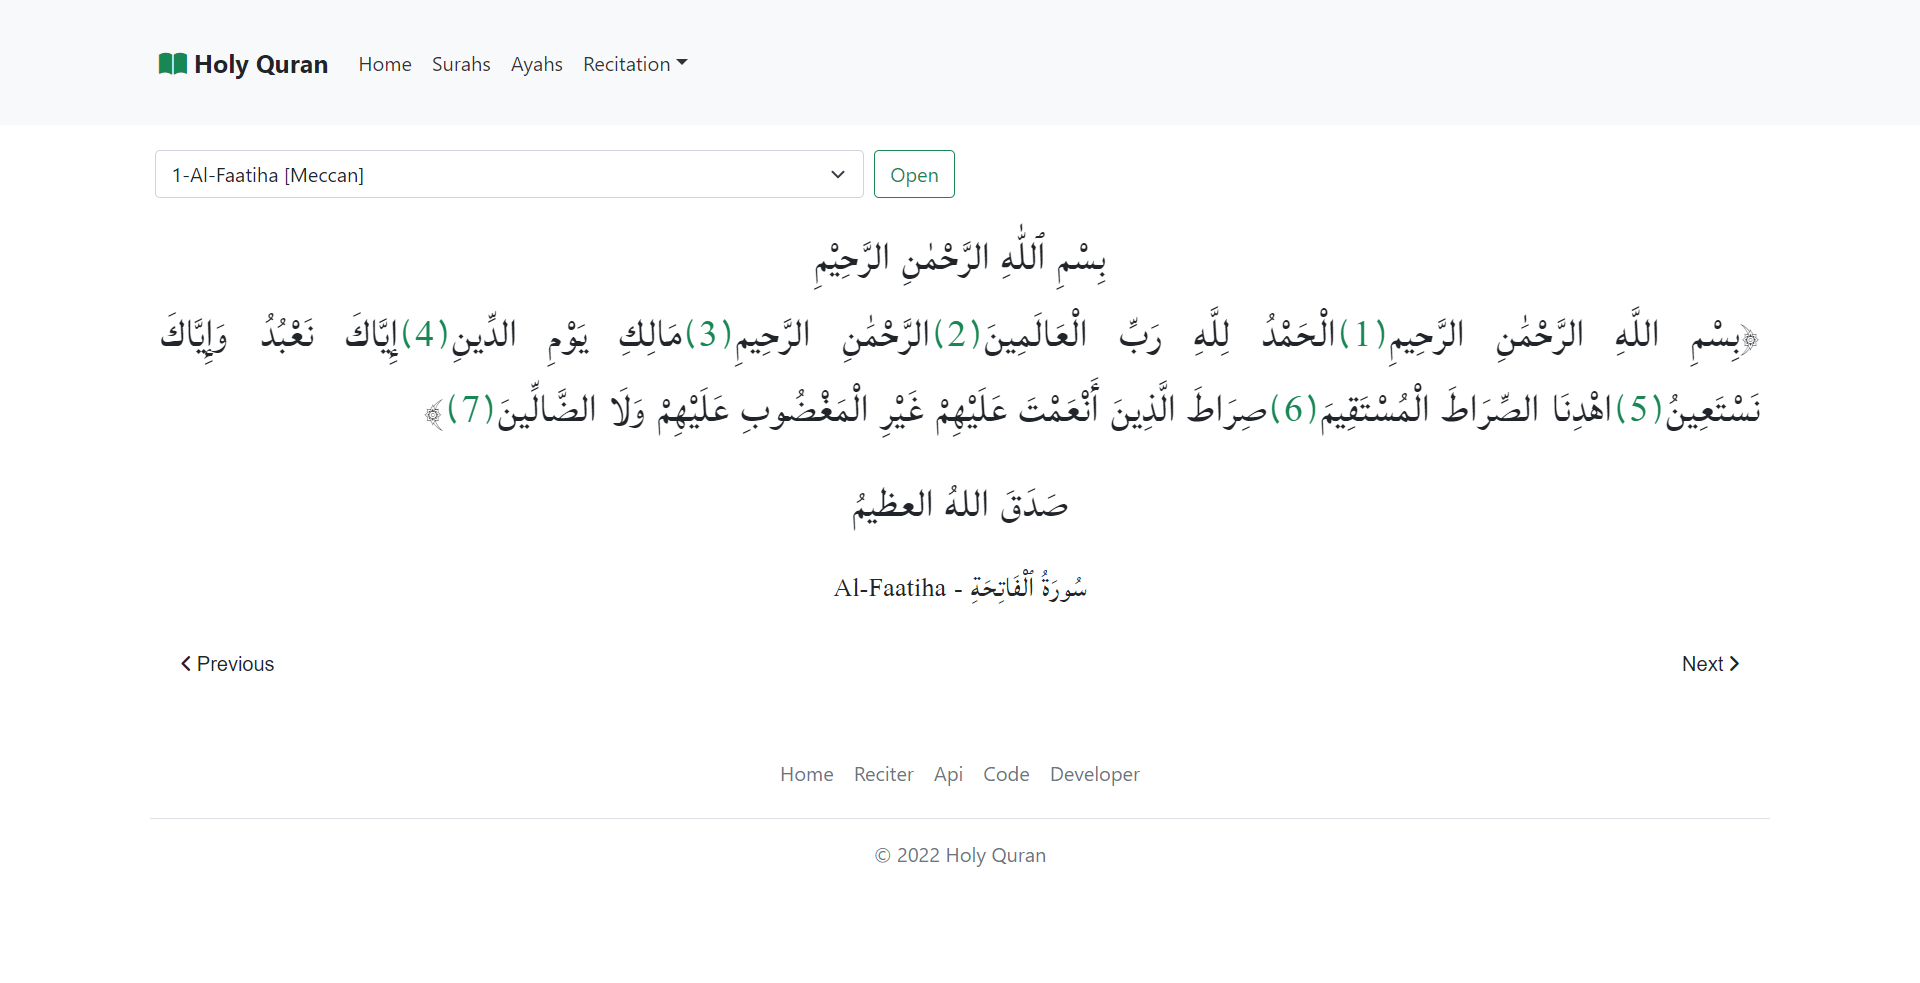 Holy Quran Home Surahs Ayahs Recitation
1-Al-Faatiha [Meccan] Open
بِسْمِ ٱللّٰهِ الرَّحْمٰنِ الرَّحِيْمِ
﴿بِسْمِ اللَّهِ الرَّحْمَٰنِ الرَّحِيمِ(1)الْحَمْدُ لِلَّهِ رَبِّ الْعَالَمِينَ(2)الرَّحْمَٰنِ الرَّحِيمِ(3)مَالِكِ يَوْمِ الدِّينِ(4)إِيَّاكَ نَعْبُدُ وَإِيَّاكَ
نَسْتَعِينُ(5)اهْدِنَا الصِّرَاطَ الْمُسْتَقِيمَ(6)صِرَاطَ الَّذِينَ أَنْعَمْتَ عَلَيْهِمْ غَيْرِ الْمَغْضُوبِ عَلَيْهِمْ وَلَا الضَّالِّينَ(7)﴾
صَدَقَ اللهُ العظيمُ
Al-Faatiha - سُورَةُ ٱلْفَاتِحَةِ
Previous Next
Home Reciter Api Code Developer
© 2022 Holy Quran